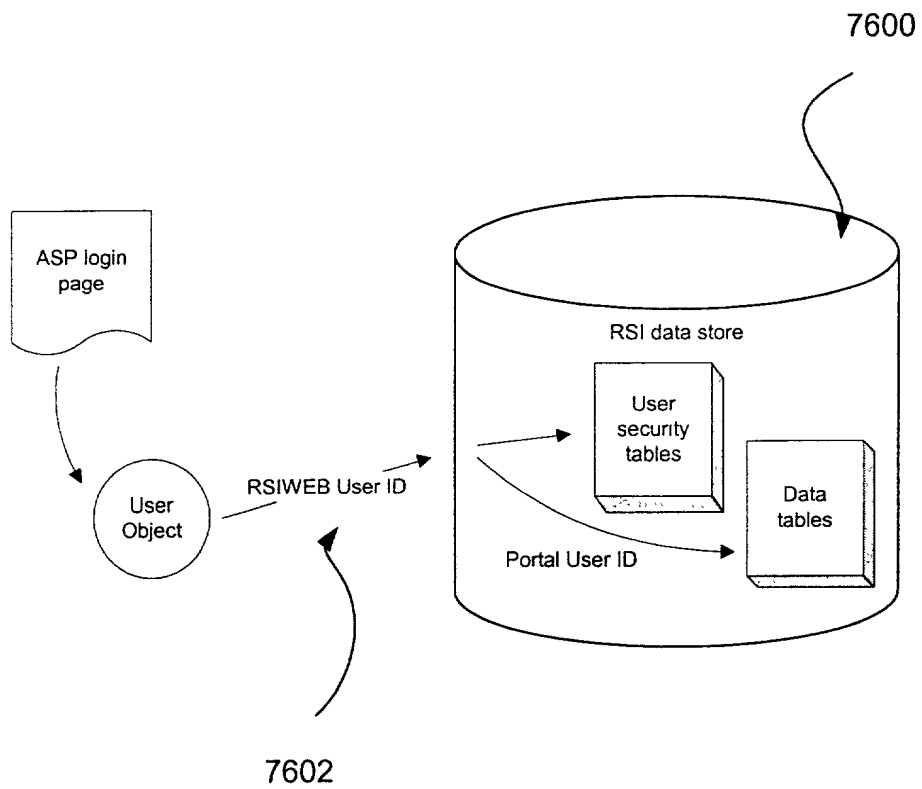 7600
ASP login
page
RSI data store
User
security
tables
RSIWEB User ID
User
Object
Data
tables
Portal User ID
7602